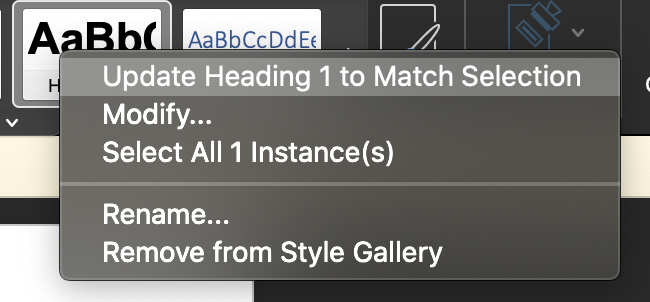 AaBb(
AaBbCcDdEe
H
Update Heading 1 to Match Selection
Modify...
Select All 1 Instance(s)
Rename...
Remove from Style Gallery